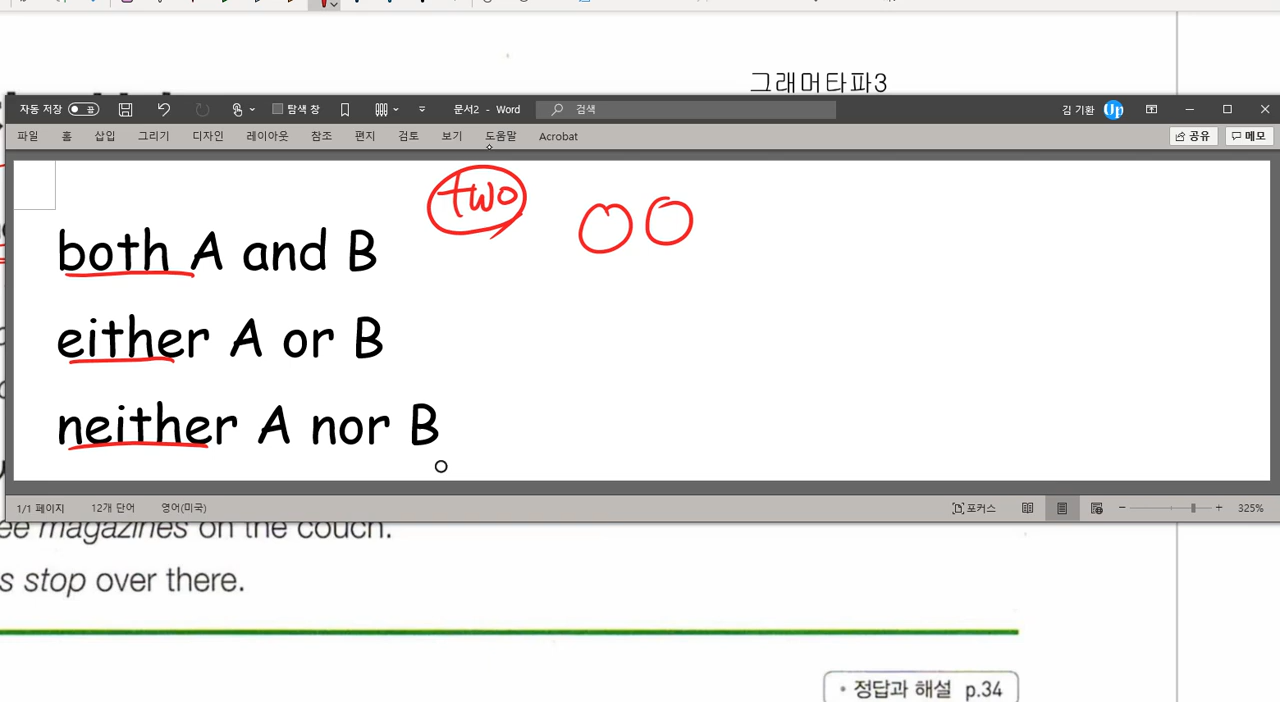 그래머타파3
자동 저장 문서2 - Word 검색 김 기환 Up
탐색 창
파일 홈 삽입 그리기 디자인 레이아웃 참조 편지 검토 보기 도움말 Acrobat 공유 메모
two
both A and B
either A or B
neither A nor B
1/1 페이지 12개 단어 영어(미국) 포커스 325%
magazines on the couch.
stop over there.
• 정답과 해설 p.34